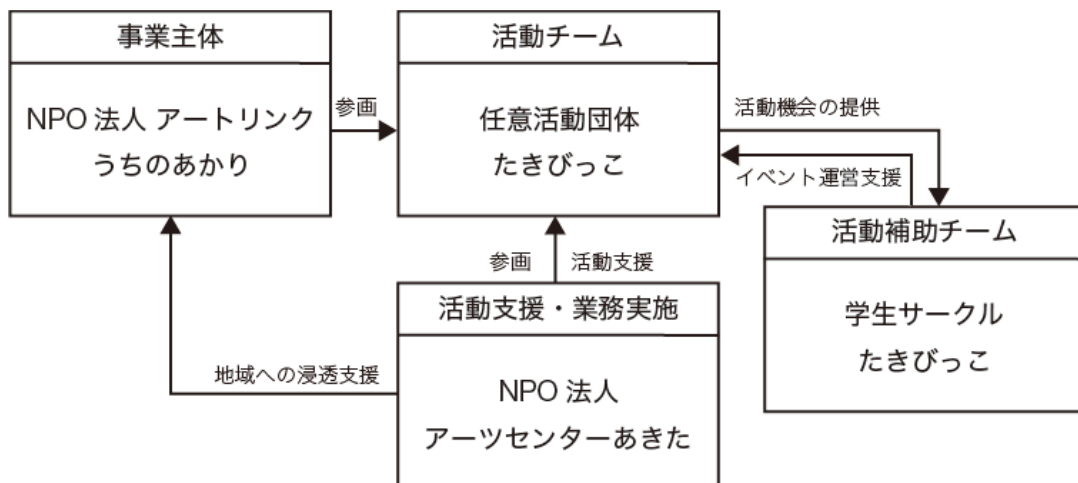 事業主体
NPO 法人 アートリンク
うちのあかり
参画
活動チーム
任意活動団体
たきびっこ
活動機会の提供
イベント運営支援
活動補助チーム
学生サークル
たきびっこ
参画 活動支援
活動支援・業務実施
NPO 法人
アーツセンターあきた
地域への浸透支援